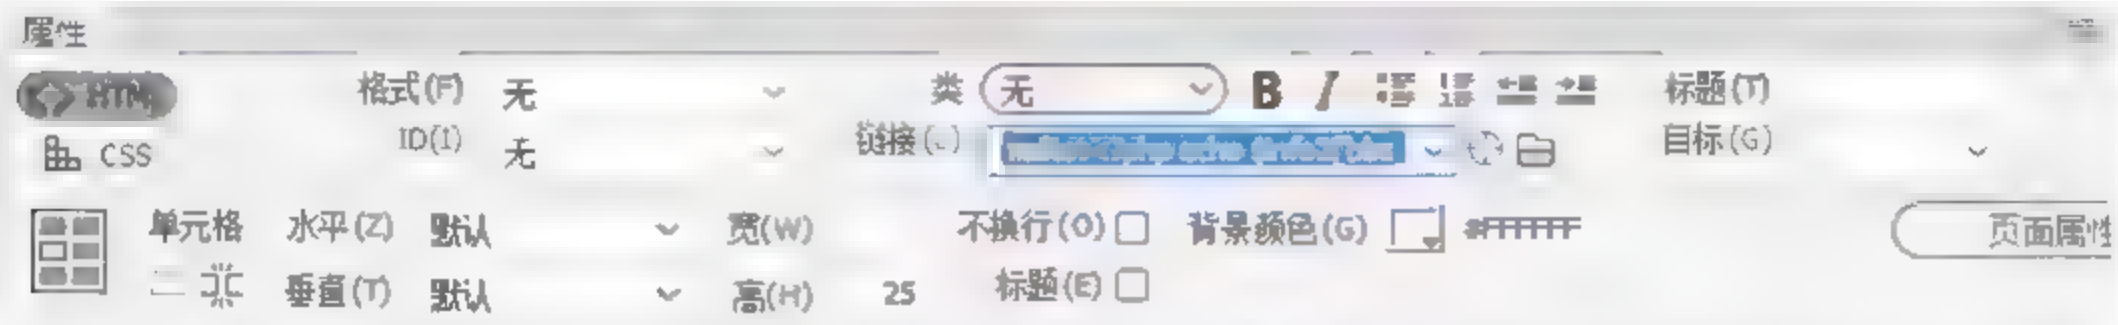 属性
HTML 格式(F) 无 类 无 B I 标题(T)
CSS ID(I) 无 链接 目标(G)
单元格 水平(Z) 默认 宽(W) 不换行(O) 背景颜色(G) #FFFFFF 页面属性
垂直(T) 默认 高(H) 25 标题(E)